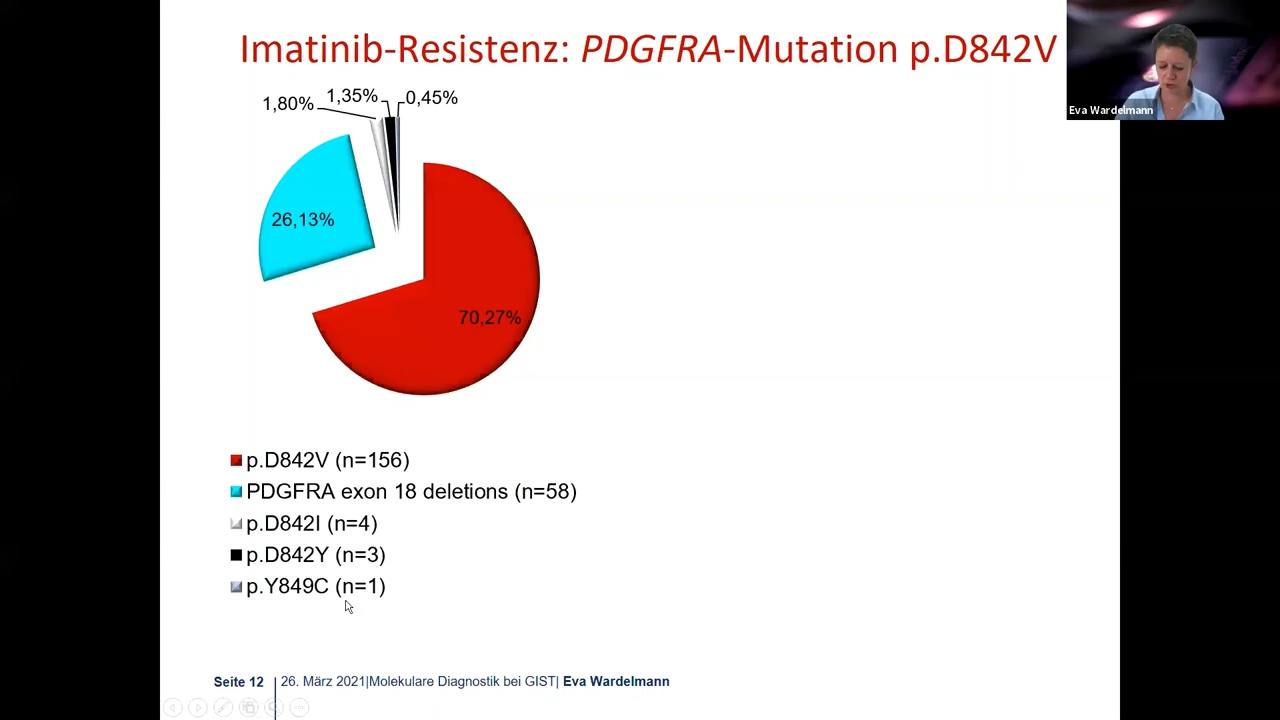 Imatinib-Resistenz: PDGFRA-Mutation p.D842V
Eva Wardelmann
1,80%
1,35%
0,45%
26,13%
70,27%
p.D842V (n=156)
PDGFRA exon 18 deletions (n=58)
p.D842I (n=4)
p.D842Y (n=3)
p.Y849C (n=1)
Seite 12
26. März 2021|Molekulare Diagnostik bei GIST| Eva Wardelmann